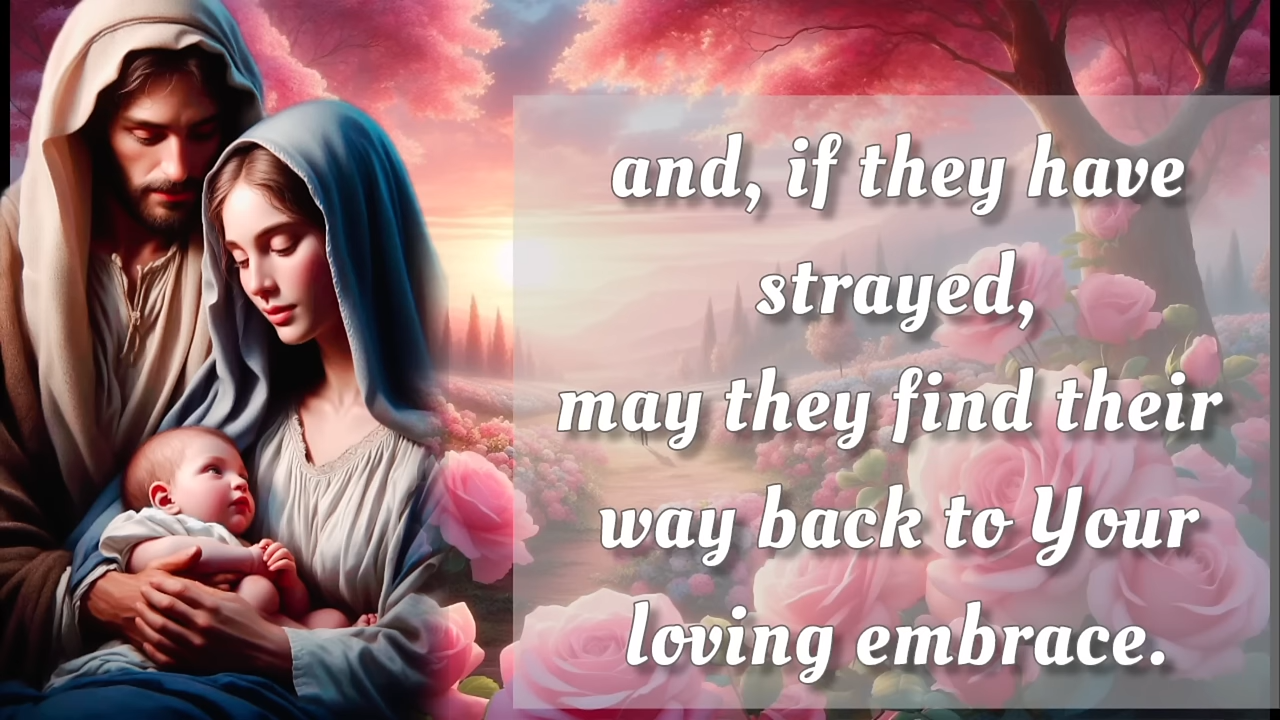 and, if they have
strayed,
may they find their
way back to Your
loving embrace.